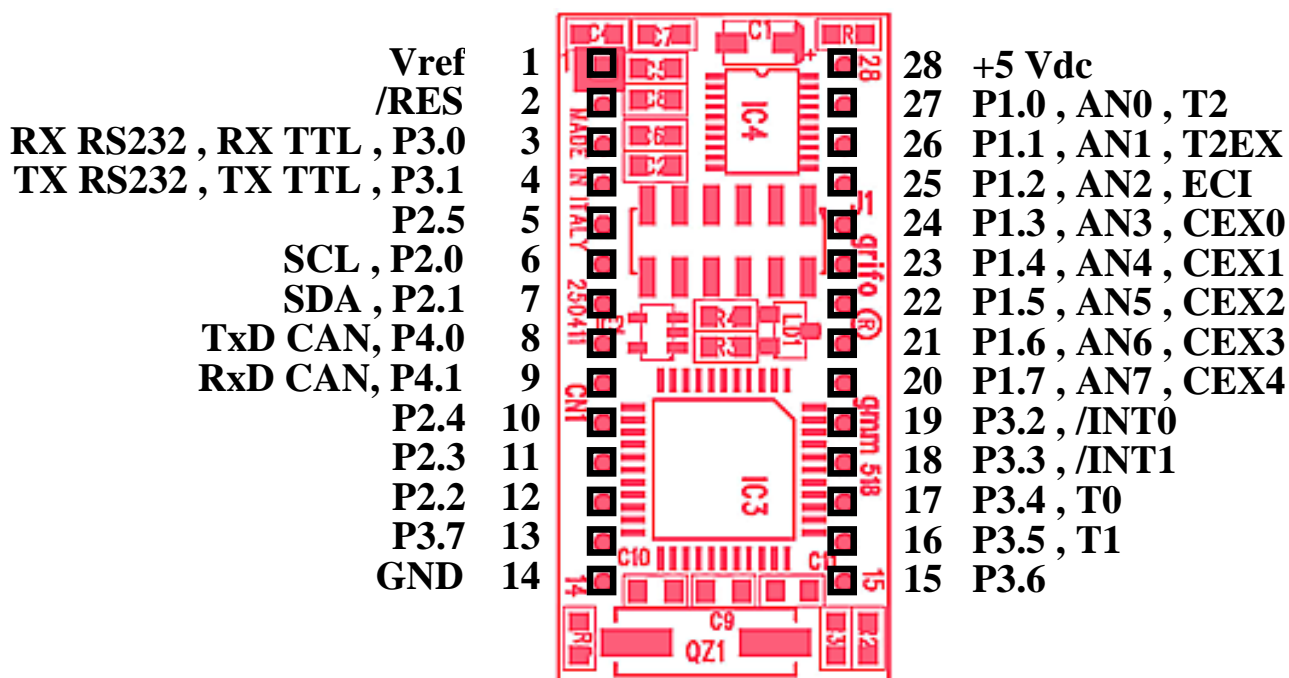 Vref 1
/RES 2
RX RS232 , RX TTL , P3.0 3
TX RS232 , TX TTL , P3.1 4
P2.5 5
SCL , P2.0 6
SDA , P2.1 7
TxD CAN, P4.0 8
RxD CAN, P4.1 9
P2.4 10
P2.3 11
P2.2 12
P3.7 13
GND 14
C7
C1
+
1
28
C5
C8
C6
C2
IC4
MADE IN ITALY 250411
J1
grifo ®
R4
R3
LD1
CN1
gmm 518
IC3
C10
14
15
C9
QZ1
28 +5 Vdc
27 P1.0 , AN0 , T2
26 P1.1 , AN1 , T2EX
25 P1.2 , AN2 , ECI
24 P1.3 , AN3 , CEX0
23 P1.4 , AN4 , CEX1
22 P1.5 , AN5 , CEX2
21 P1.6 , AN6 , CEX3
20 P1.7 , AN7 , CEX4
19 P3.2 , /INT0
18 P3.3 , /INT1
17 P3.4 , T0
16 P3.5 , T1
15 P3.6